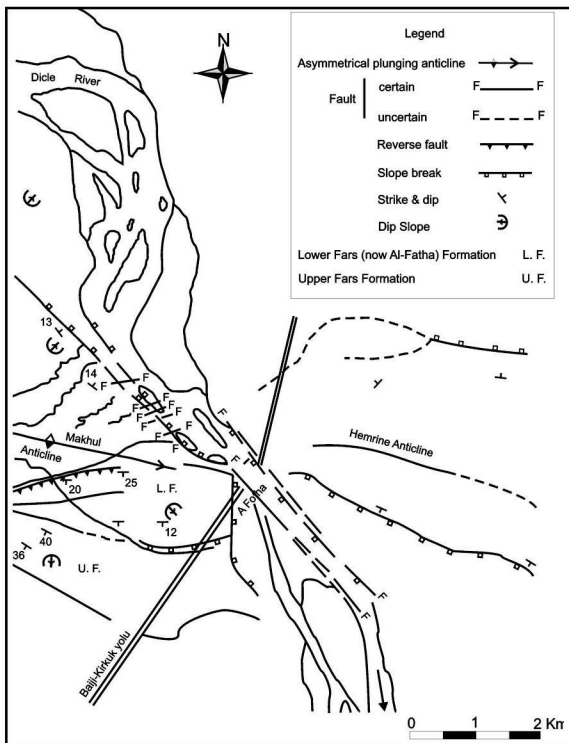 Dicle River
N
Legend
Asymmetrical plunging anticline
Fault
certain F F
uncertain F F
Reverse fault
Slope break
Strike & dip
Dip Slope
Lower Fars (now Al-Fatha) Formation L. F.
Upper Fars Formation U. F.
13
14
F F
F F
F F
F F
F F
F
F
Makhul
Anticline
Hemrine Anticline
20
25
L. F.
A Fotha
12
40
36
U. F.
F
F
Baiji-Kirkuk yolu
0 1 2 Km